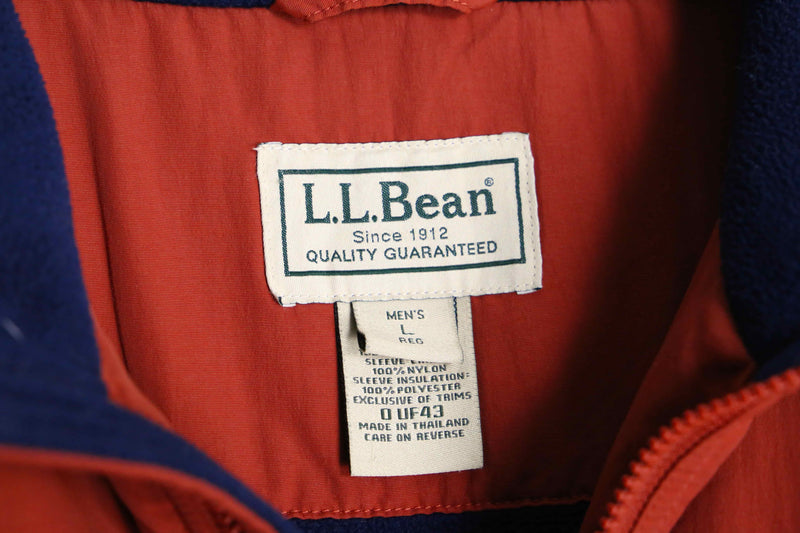 L.L.Bean®
Since 1912
QUALITY GUARANTEED
MEN'S
L
REG
SLEEVE
100% NYLON
SLEEVE INSULATION:
100% POLYESTER
EXCLUSIVE OF TRIMS
0 UF43
MADE IN THAILAND
CARE ON REVERSE